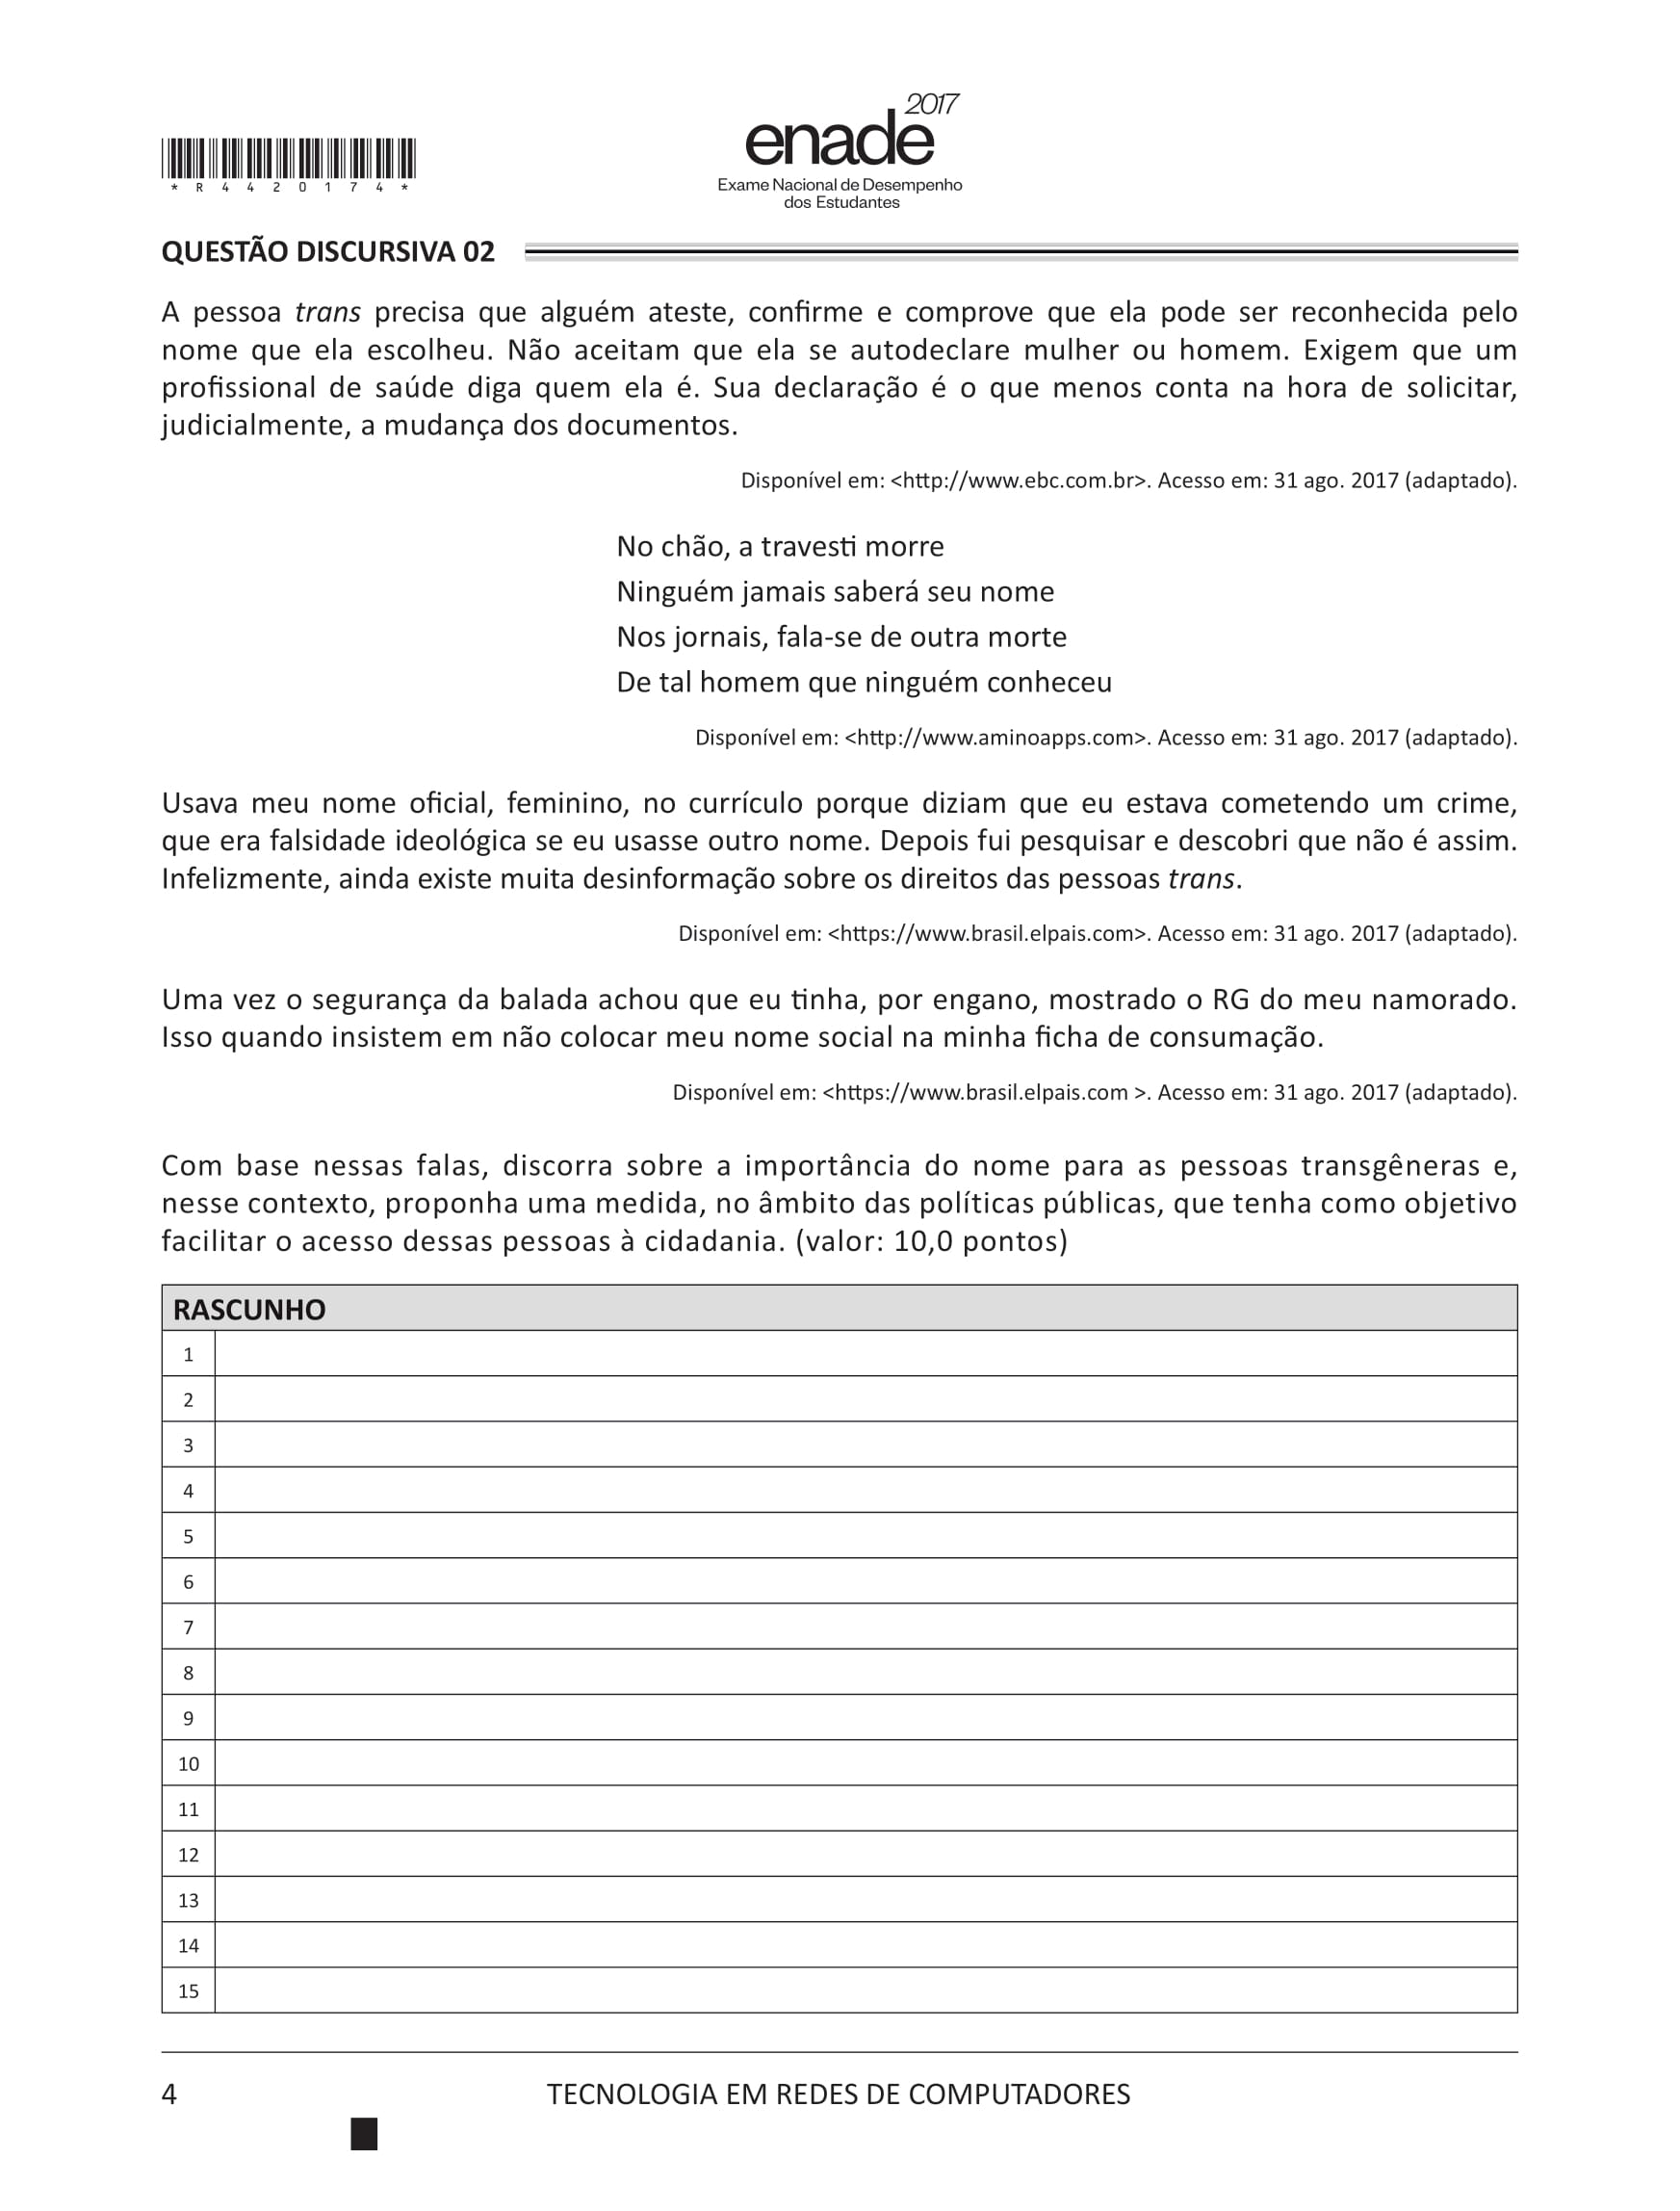 2017
enade
Exame Nacional de Desempenho
dos Estudantes
*R4420174*
QUESTÃO DISCURSIVA 02
A pessoa trans precisa que alguém ateste, confirme e comprove que ela pode ser reconhecida pelo
nome que ela escolheu. Não aceitam que ela se autodeclare mulher ou homem. Exigem que um
profissional de saúde diga quem ela é. Sua declaração é o que menos conta na hora de solicitar,
judicialmente, a mudança dos documentos.
Disponível em: <http://www.ebc.com.br>. Acesso em: 31 ago. 2017 (adaptado).
No chão, a travesti morre
Ninguém jamais saberá seu nome
Nos jornais, fala-se de outra morte
De tal homem que ninguém conheceu
Disponível em: <http://www.aminoapps.com>. Acesso em: 31 ago. 2017 (adaptado).
Usava meu nome oficial, feminino, no currículo porque diziam que eu estava cometendo um crime,
que era falsidade ideológica se eu usasse outro nome. Depois fui pesquisar e descobri que não é assim.
Infelizmente, ainda existe muita desinformação sobre os direitos das pessoas trans.
Disponível em: <https://www.brasil.elpais.com>. Acesso em: 31 ago. 2017 (adaptado).
Uma vez o segurança da balada achou que eu tinha, por engano, mostrado o RG do meu namorado.
Isso quando insistem em não colocar meu nome social na minha ficha de consumação.
Disponível em: <https://www.brasil.elpais.com >. Acesso em: 31 ago. 2017 (adaptado).
Com base nessas falas, discorra sobre a importância do nome para as pessoas transgêneras e,
nesse contexto, proponha uma medida, no âmbito das políticas públicas, que tenha como objetivo
facilitar o acesso dessas pessoas à cidadania. (valor: 10,0 pontos)
RASCUNHO
1
2
3
4
5
6
7
8
9
10
11
12
13
14
15
4
TECNOLOGIA EM REDES DE COMPUTADORES